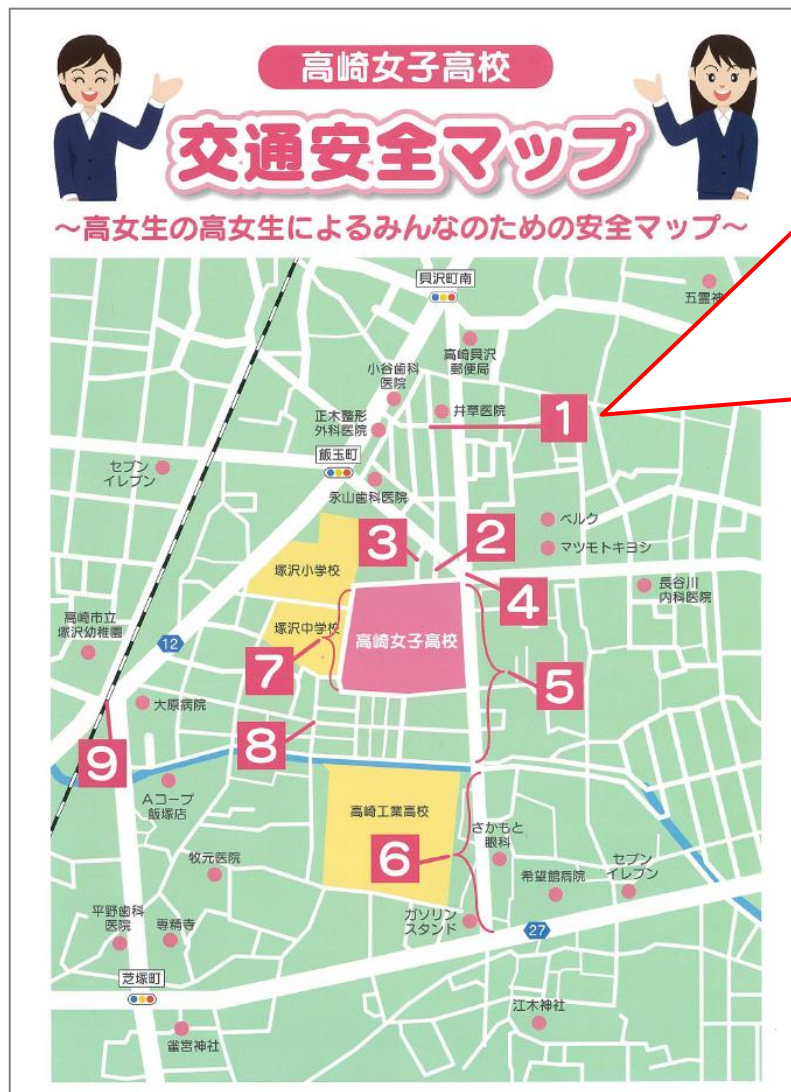 高崎女子高校
交通安全マップ
～高女生の高女生によるみんなのための安全マップ～
貝沢町南
五霊神
高崎貝沢
郵便局
小谷歯科
医院
井草医院
1
正木整形
外科医院
飯玉町
セブン
イレブン
永山歯科医院
ベルク
マツモトキヨシ
3
2
4
塚沢小学校
長谷川
内科医院
塚沢中学校
高崎女子高校
高崎市立
塚沢幼稚園
12
7
5
大原病院
8
9
Aコープ
飯塚店
高崎工業高校
さかもと
眼科
6
牧元医院
希望館病院
セブン
イレブン
平野歯科
医院
専精寺
ガソリン
スタンド
27
芝塚町
江木神社
雀宮神社